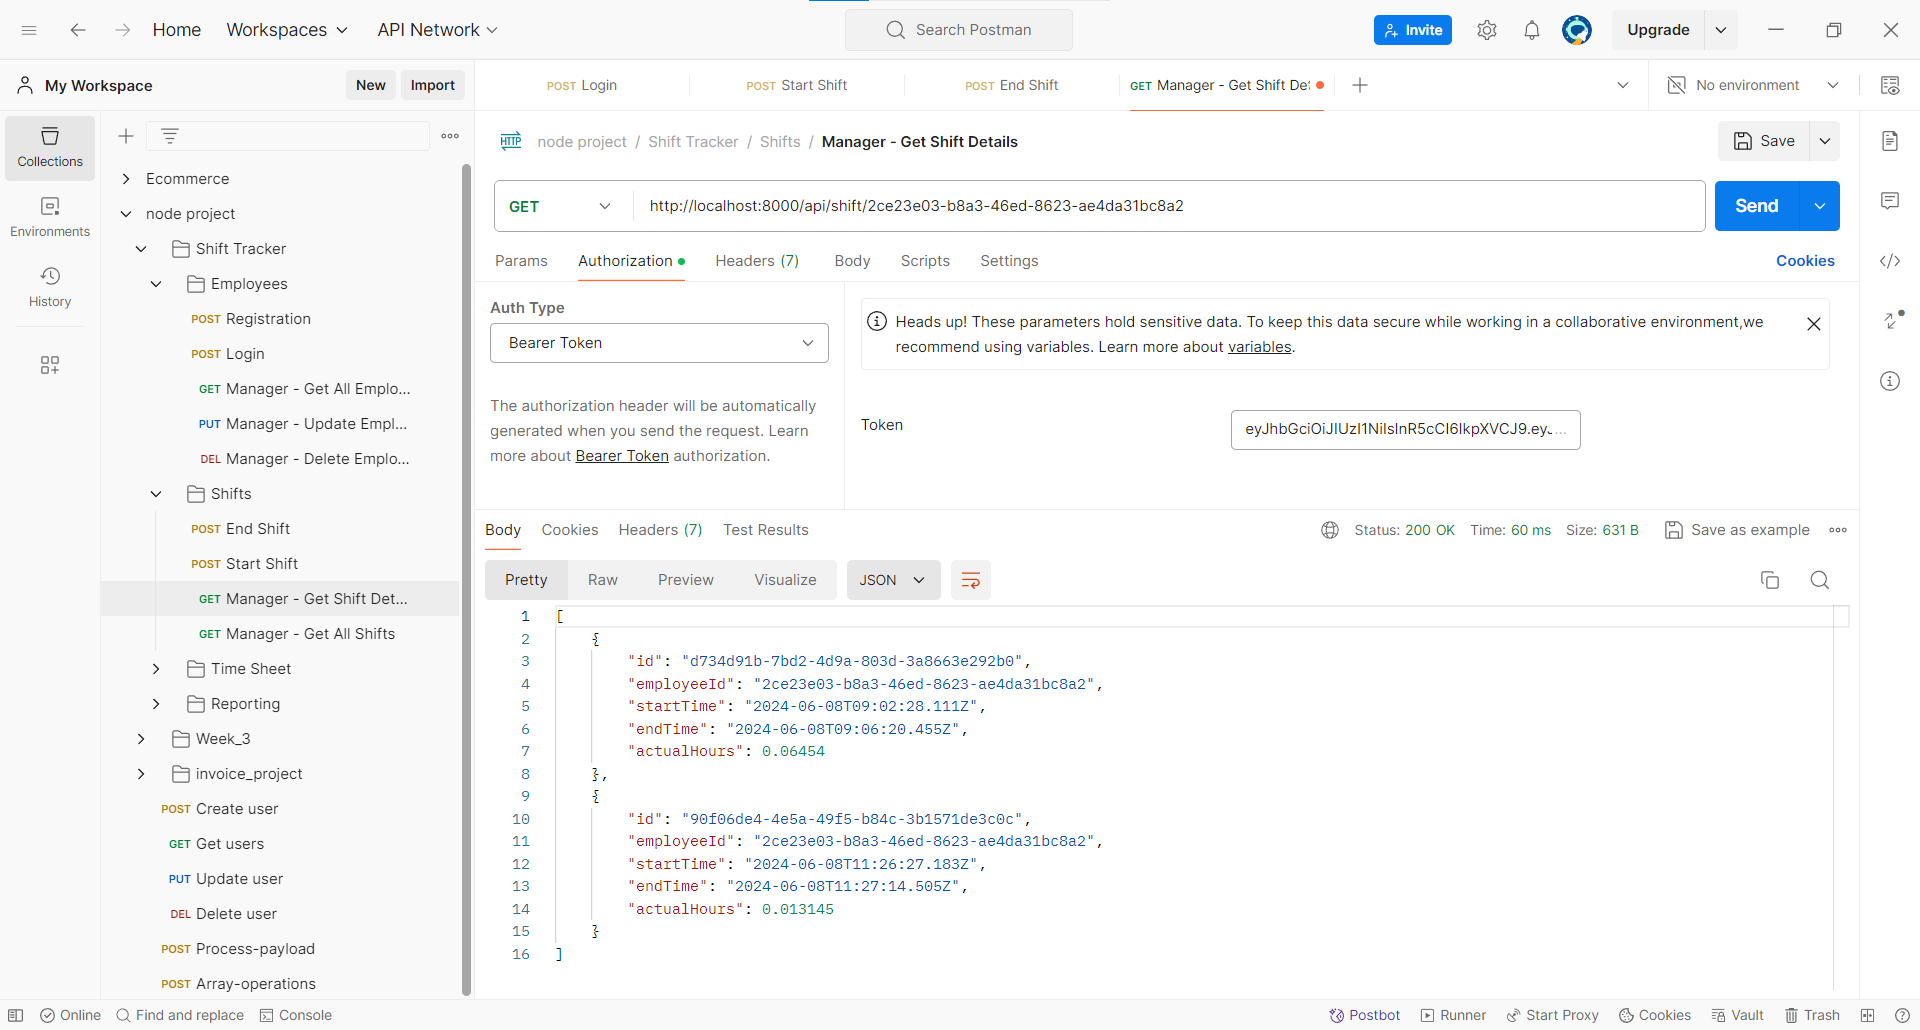 Home Workspaces API Network Search Postman Invite Upgrade
My Workspace New Import
POST Login POST Start Shift POST End Shift GET Manager - Get Shift Det No environment
Collections
Environments
History
Ecommerce
node project
Shift Tracker
Employees
POST Registration
POST Login
GET Manager - Get All Emplo...
PUT Manager - Update Empl...
DEL Manager - Delete Emplo...
Shifts
POST End Shift
POST Start Shift
GET Manager - Get Shift Det...
GET Manager - Get All Shifts
Time Sheet
Reporting
Week_3
invoice_project
POST Create user
GET Get users
PUT Update user
DEL Delete user
POST Process-payload
POST Array-operations
HTTP node project / Shift Tracker / Shifts / Manager - Get Shift Details Save
GET http://localhost:8000/api/shift/2ce23e03-b8a3-46ed-8623-ae4da31bc8a2 Send
Params Authorization Headers (7) Body Scripts Settings Cookies
Auth Type
Bearer Token
The authorization header will be automatically
generated when you send the request. Learn
more about Bearer Token authorization.
Heads up! These parameters hold sensitive data. To keep this data secure while working in a collaborative environment,we
recommend using variables. Learn more about variables.
Token eyJhbGciOiJIUzI1NiIsInR5cCI6IkpXVCJ9.eyJ...
Body Cookies Headers (7) Test Results Status: 200 OK Time: 60 ms Size: 631 B Save as example
Pretty Raw Preview Visualize JSON
1 [
2 {
3 "id": "d734d91b-7bd2-4d9a-803d-3a8663e292b0",
4 "employeeId": "2ce23e03-b8a3-46ed-8623-ae4da31bc8a2",
5 "startTime": "2024-06-08T09:02:28.111Z",
6 "endTime": "2024-06-08T09:06:20.455Z",
7 "actualHours": 0.06454
8 },
9 {
10 "id": "90f06de4-4e5a-49f5-b84c-3b1571de3c0c",
11 "employeeId": "2ce23e03-b8a3-46ed-8623-ae4da31bc8a2",
12 "startTime": "2024-06-08T11:26:27.183Z",
13 "endTime": "2024-06-08T11:27:14.505Z",
14 "actualHours": 0.013145
15 }
16 ]
Online Find and replace Console Postbot Runner Start Proxy Cookies Vault Trash